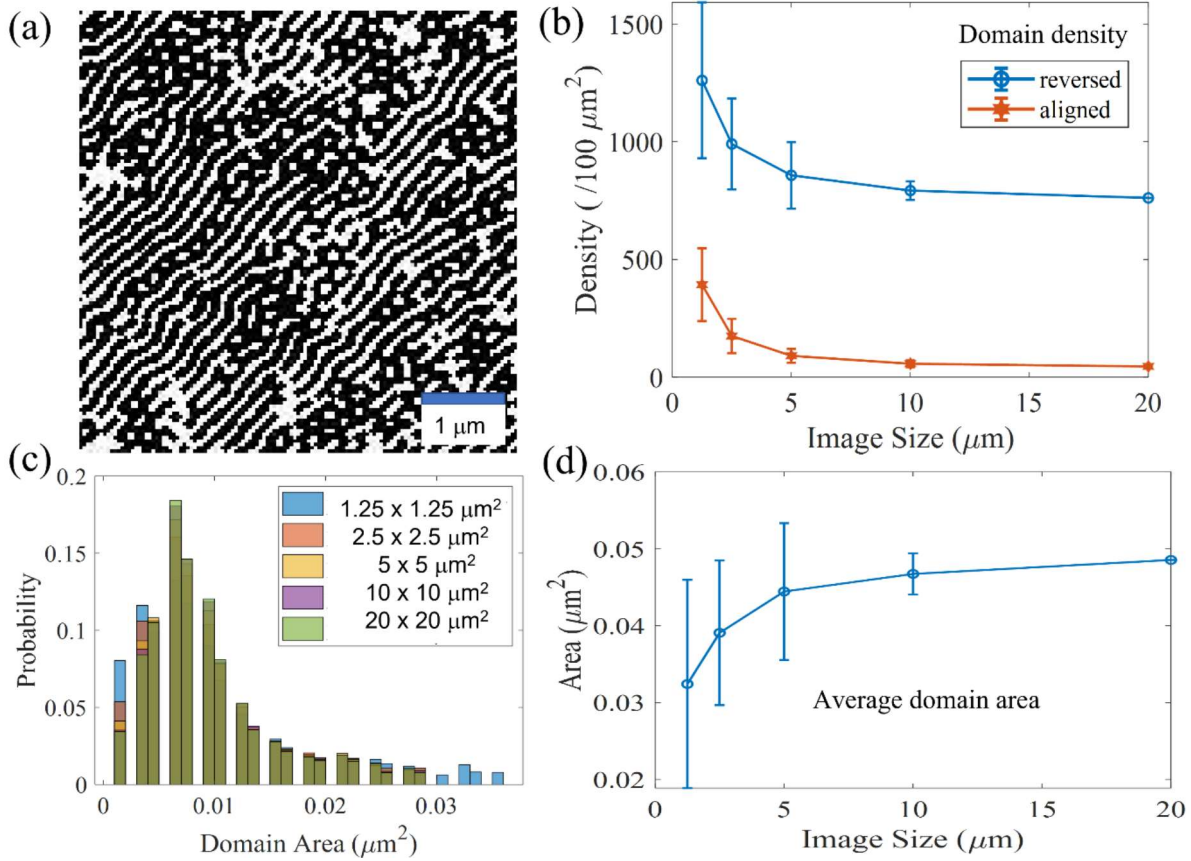 (a)
1 μm
(b)
1500
1000
500
0
Density ( /100 μm²)
Domain density
reversed
aligned
0 5 10 15 20
Image Size (μm)
(c)
0.2
0.15
0.1
0.05
0
Probability
1.25 x 1.25 μm²
2.5 x 2.5 μm²
5 x 5 μm²
10 x 10 μm²
20 x 20 μm²
0 0.01 0.02 0.03
Domain Area (μm²)
(d)
0.06
0.05
0.04
0.03
0.02
Area (μm²)
Average domain area
0 5 10 15 20
Image Size (μm)